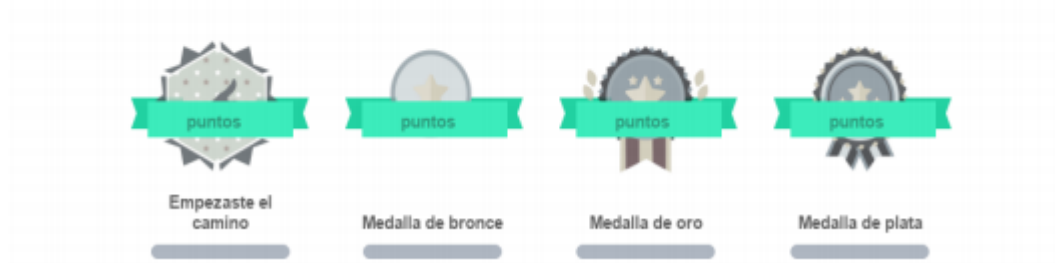 puntos
puntos
puntos
puntos
Empezaste el
camino
Medalla de bronce
Medalla de oro
Medalla de plata